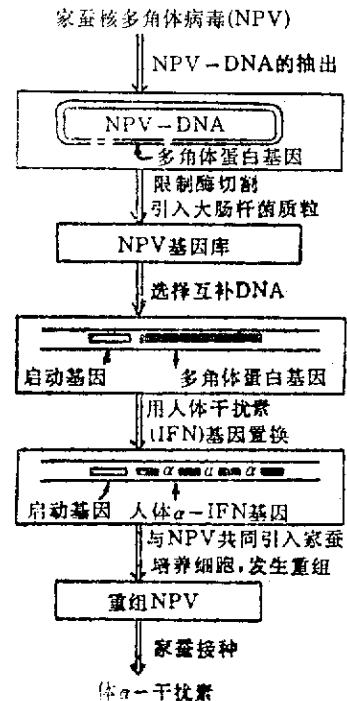 家蚕核多角体病毒(NPV)
NPV-DNA的抽出
NPV-DNA
多角体蛋白基因
限制酶切割
引入大肠杆菌质粒
NPV基因库
选择互补DNA
启动基因 多角体蛋白基因
用人体干扰素
(IFN)基因置换
α α α
启动基因 人体α-IFN基因
与NPV共同引入家蚕
培养细胞,发生重组
重组NPV
家蚕接种
体α-干扰素